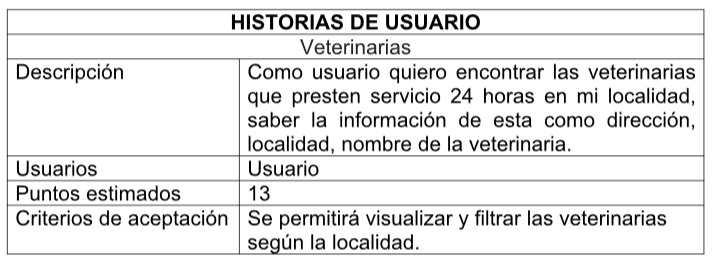 HISTORIAS DE USUARIO
Veterinarias
Descripción
Como usuario quiero encontrar las veterinarias
que presten servicio 24 horas en mi localidad,
saber la información de esta como dirección,
localidad, nombre de la veterinaria.
Usuarios
Usuario
Puntos estimados
13
Criterios de aceptación
Se permitirá visualizar y filtrar las veterinarias
según la localidad.